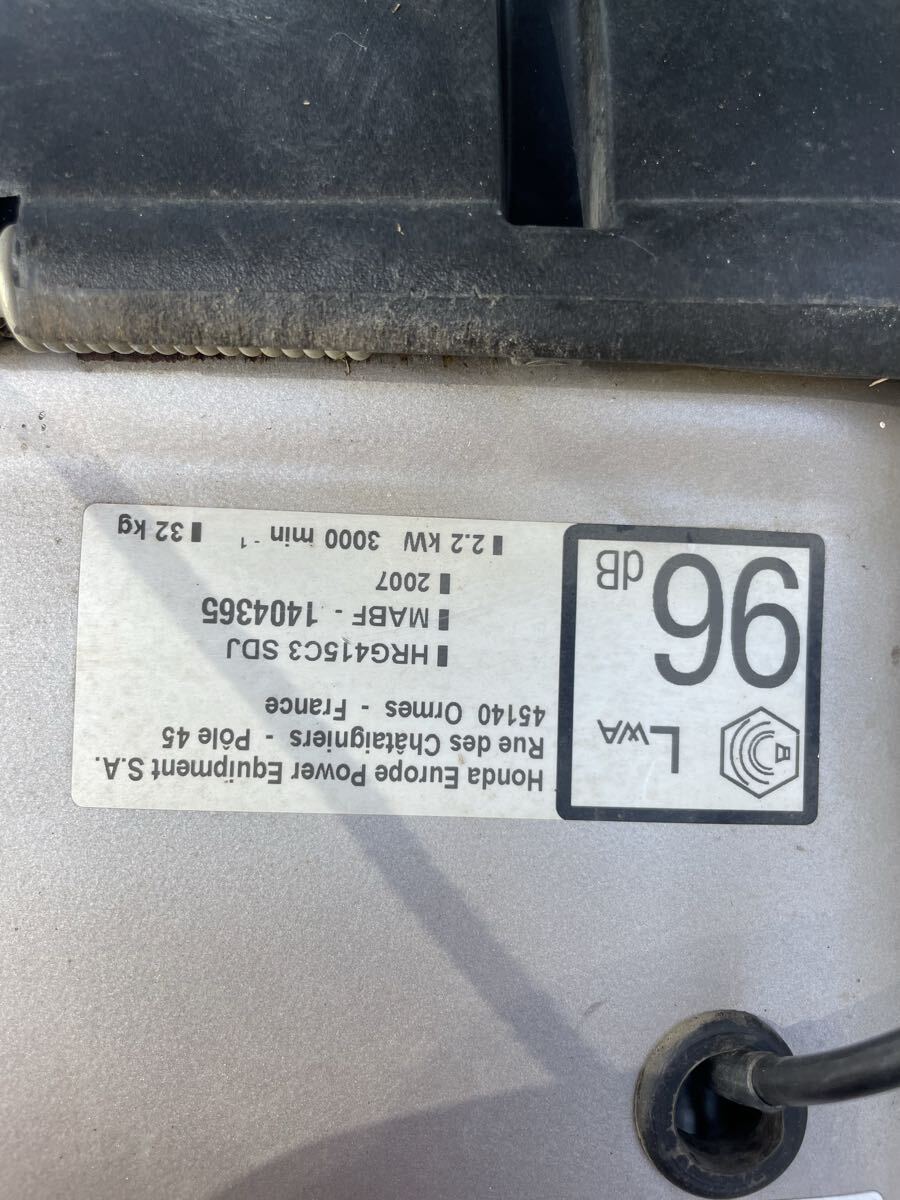 Honda Europe Power Equipment S.A.
Rue des Châtaigniers - Pôle 45
45140 Ormes - France
HRG415C3 SDJ
MABF - 1404365
2007
2.2 kW 3000 min -1 32 kg
LWA
96 dB